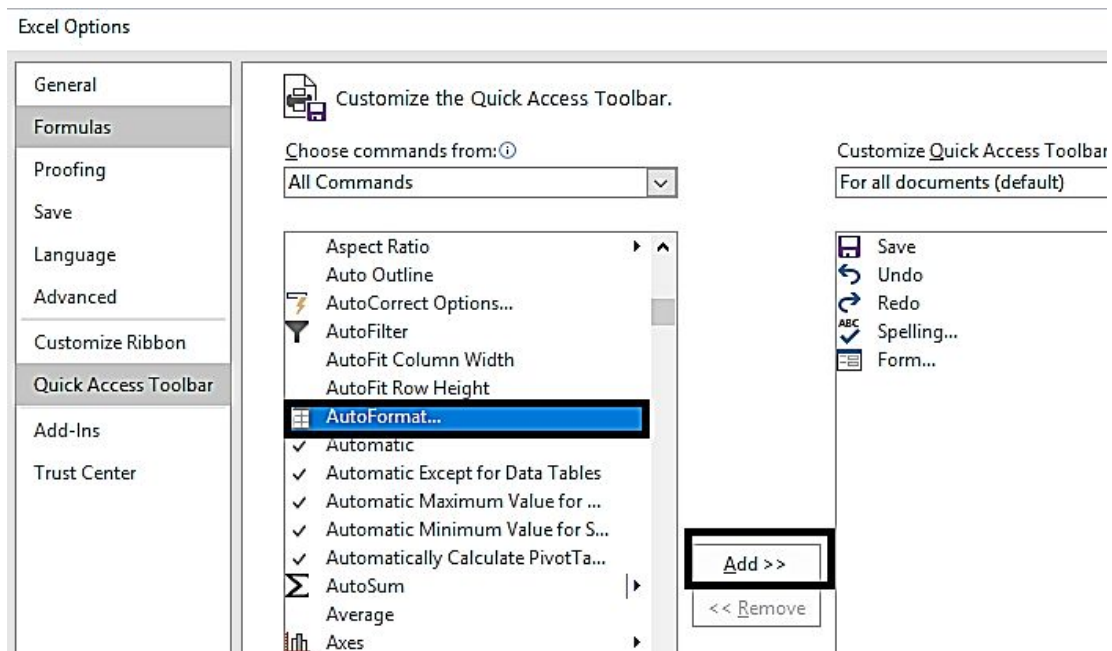 Excel Options
General
Formulas
Proofing
Save
Language
Advanced
Customize Ribbon
Quick Access Toolbar
Add-Ins
Trust Center
Customize the Quick Access Toolbar.
Choose commands from:
All Commands
Aspect Ratio
Auto Outline
AutoCorrect Options...
AutoFilter
AutoFit Column Width
AutoFit Row Height
AutoFormat...
Automatic
Automatic Except for Data Tables
Automatic Maximum Value for ...
Automatic Minimum Value for S...
Automatically Calculate PivotTa...
AutoSum
Average
Axes
Add >>
<< Remove
Customize Quick Access Toolbar
For all documents (default)
Save
Undo
Redo
ABC
Spelling...
Form...